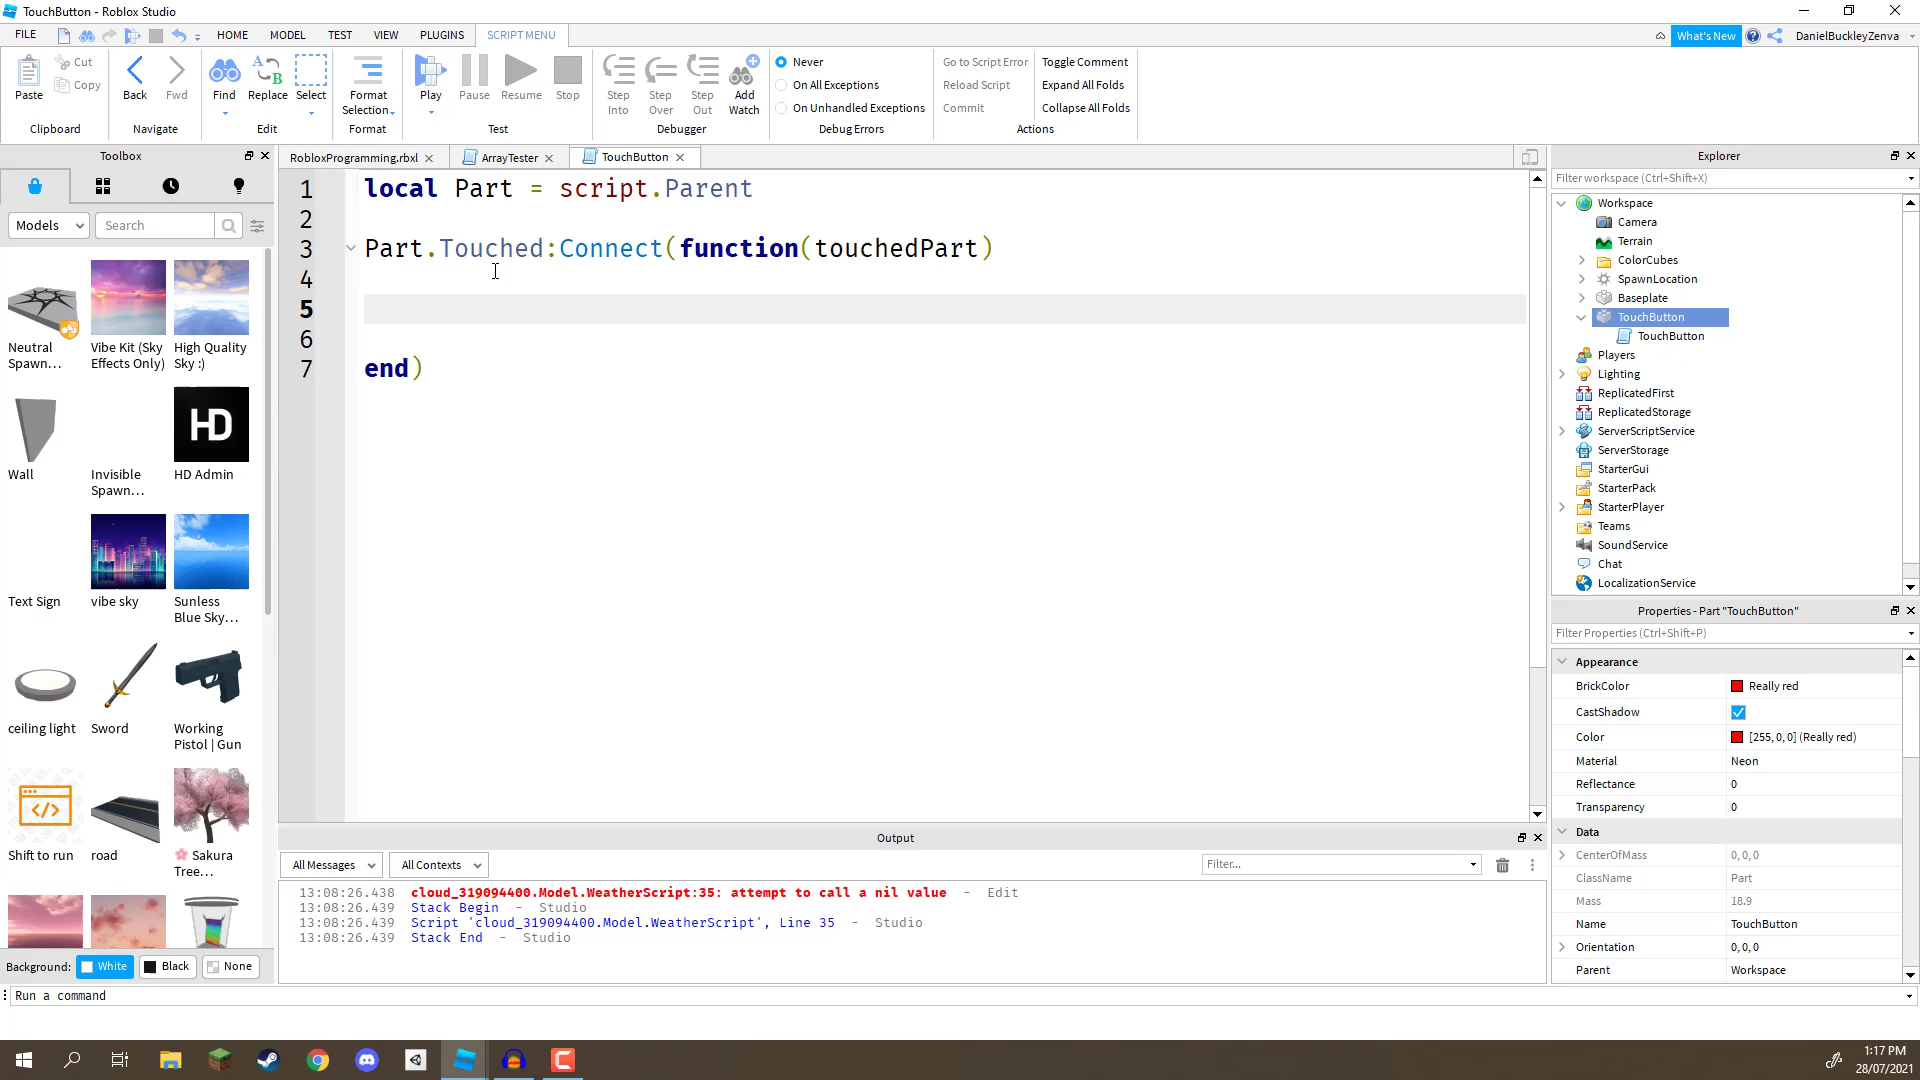 TouchButton - Roblox Studio
FILE HOME MODEL TEST VIEW PLUGINS SCRIPT MENU What's New DanielBuckleyZenva
Paste Cut Copy Clipboard
Back Fwd Navigate
Find Replace Select Edit
Format Selection Format
Play Pause Resume Stop Test
Step Into Step Over Step Out Add Watch Debugger
Never
On All Exceptions
On Unhandled Exceptions
Debug Errors
Go to Script Error Toggle Comment
Reload Script Expand All Folds
Commit Collapse All Folds
Actions
Toolbox
Models Search
Neutral Spawn... Vibe Kit (Sky Effects Only) High Quality Sky :)
HD
Wall Invisible Spawn... HD Admin
Text Sign vibe sky Sunless Blue Sky...
ceiling light Sword Working Pistol | Gun
Shift to run road 🌸 Sakura Tree...
Background: White Black None
RobloxProgramming.rbxl ArrayTester TouchButton
1 local Part = script.Parent
2
3 Part.Touched:Connect(function(touchedPart)
4
5
6
7 end)
Output
All Messages All Contexts Filter...
13:08:26.438 cloud_319094400.Model.WeatherScript:35: attempt to call a nil value - Edit
13:08:26.439 Stack Begin - Studio
13:08:26.439 Script 'cloud_319094400.Model.WeatherScript', Line 35 - Studio
13:08:26.439 Stack End - Studio
Explorer
Filter workspace (Ctrl+Shift+X)
Workspace
Camera
Terrain
ColorCubes
SpawnLocation
Baseplate
TouchButton
TouchButton
Players
Lighting
ReplicatedFirst
ReplicatedStorage
ServerScriptService
ServerStorage
StarterGui
StarterPack
StarterPlayer
Teams
SoundService
Chat
LocalizationService
Properties - Part "TouchButton"
Filter Properties (Ctrl+Shift+P)
Appearance
BrickColor Really red
CastShadow
Color [255, 0, 0] (Really red)
Material Neon
Reflectance 0
Transparency 0
Data
CenterOfMass 0, 0, 0
ClassName Part
Mass 18.9
Name TouchButton
Orientation 0, 0, 0
Parent Workspace
Run a command
1:17 PM
28/07/2021